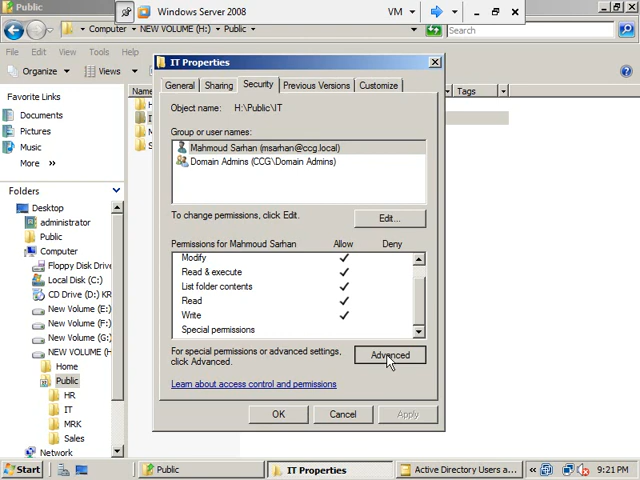 Public
Windows Server 2008
VM
Computer
NEW VOLUME (H:)
Public
Search
File
Edit
View
Tools
Help
Organize
Views
Name
Tags
Favorite Links
Documents
Pictures
Music
More »
Folders
Desktop
administrator
Public
Computer
Floppy Disk Drive
Local Disk (C:)
CD Drive (D:) KR
New Volume (E:)
New Volume (F:)
New Volume (G:)
NEW VOLUME (H
Home
Public
HR
IT
MRK
Sales
Network
IT Properties
General
Sharing
Security
Previous Versions
Customize
Object name: H:\Public\IT
Group or user names:
Mahmoud Sarhan (msarhan@ccg.local)
Domain Admins (CCG\Domain Admins)
To change permissions, click Edit.
Edit...
Permissions for Mahmoud Sarhan
Allow
Deny
Modify
Read & execute
List folder contents
Read
Write
Special permissions
For special permissions or advanced settings,
click Advanced.
Advanced
Learn about access control and permissions
OK
Cancel
Apply
Start
Public
IT Properties
Active Directory Users a...
9:21 PM